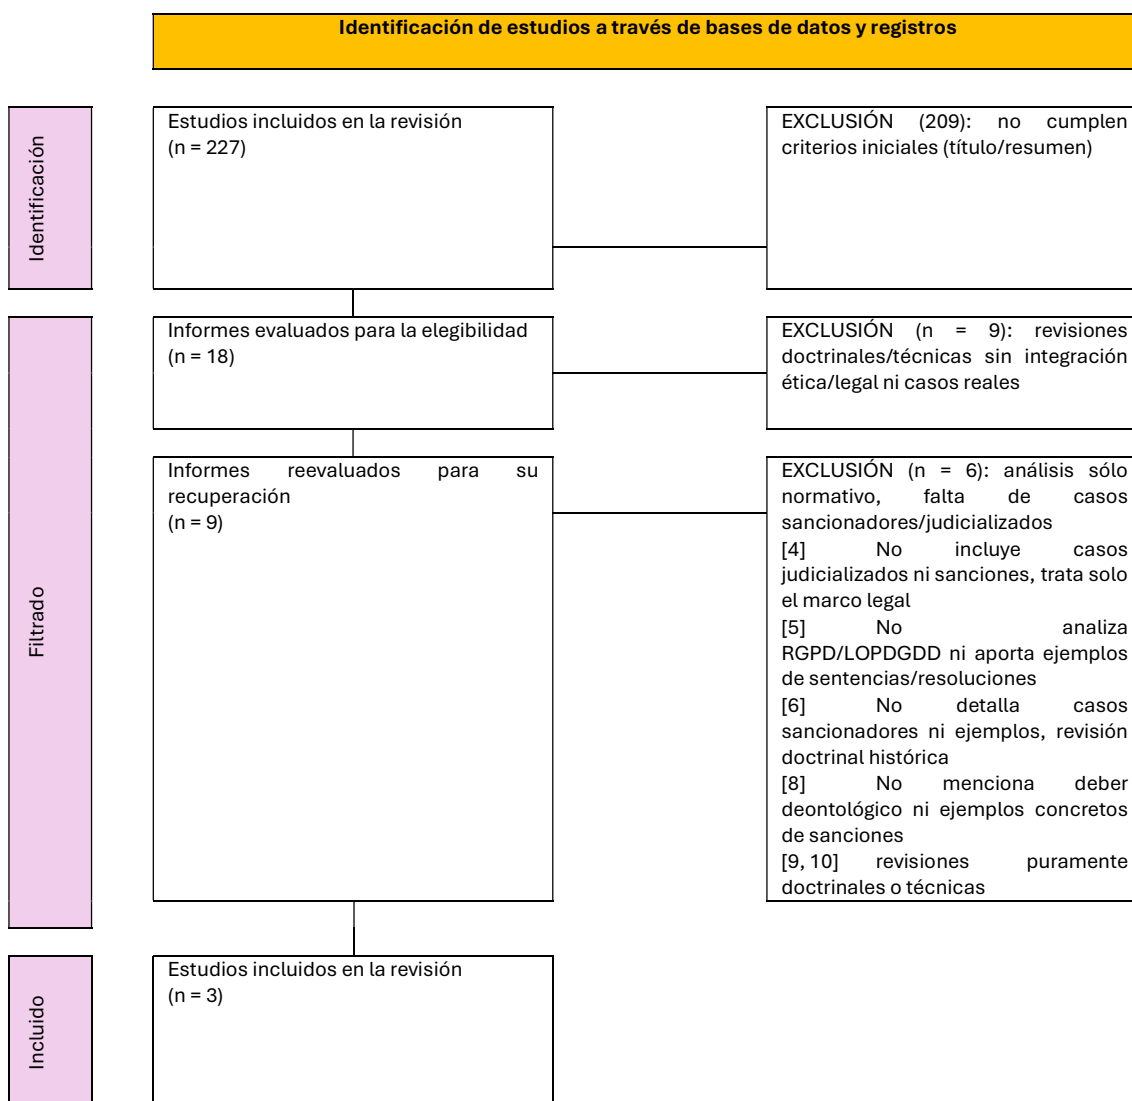 Identificación de estudios a través de bases de datos y registros
Identificación
Estudios incluidos en la revisión
(n = 227)
EXCLUSIÓN (209): no cumplen
criterios iniciales (título/resumen)
Filtrado
Informes evaluados para la elegibilidad
(n = 18)
EXCLUSIÓN (n = 9): revisiones
doctrinales/técnicas sin integración
ética/legal ni casos reales
Informes reevaluados para su
recuperación
(n = 9)
EXCLUSIÓN (n = 6): análisis sólo
normativo, falta de casos
sancionadores/judicializados
[4] No incluye casos
judicializados ni sanciones, trata solo
el marco legal
[5] No analiza
RGPD/LOPDGDD ni aporta ejemplos
de sentencias/resoluciones
[6] No detalla casos
sancionadores ni ejemplos, revisión
doctrinal histórica
[8] No menciona deber
deontológico ni ejemplos concretos
de sanciones
[9, 10] revisiones puramente
doctrinales o técnicas
Incluido
Estudios incluidos en la revisión
(n = 3)